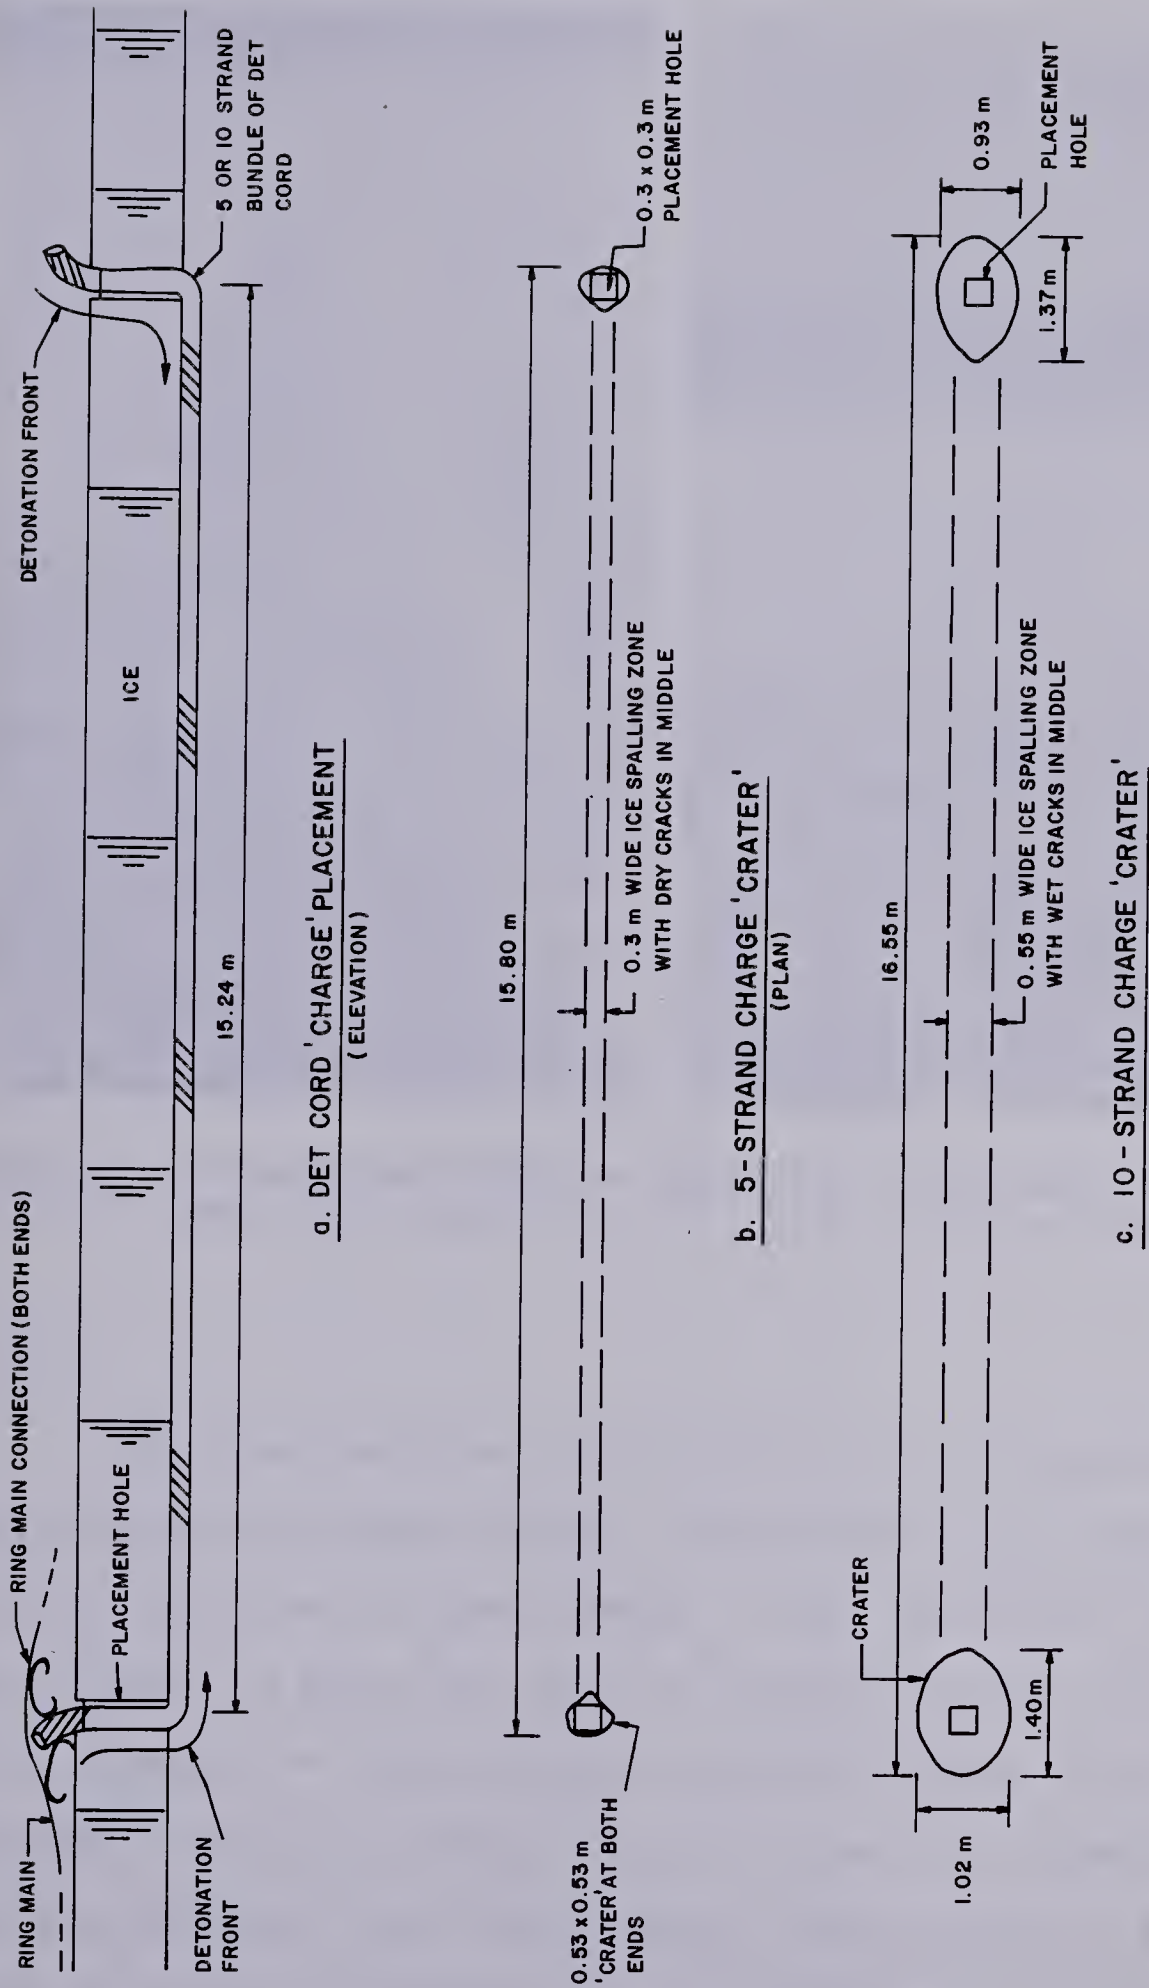 RING MAIN
RING MAIN CONNECTION (BOTH ENDS)
DETONATION FRONT
PLACEMENT HOLE
ICE
DETONATION
FRONT
15.24 m
5 OR 10 STRAND
BUNDLE OF DET
CORD
a. DET CORD 'CHARGE' PLACEMENT
(ELEVATION)
15.80 m
0.53 x 0.53 m
'CRATER' AT BOTH
ENDS
0.3 m WIDE ICE SPALLING ZONE
WITH DRY CRACKS IN MIDDLE
0.3 x 0.3 m
PLACEMENT HOLE
b. 5-STRAND CHARGE 'CRATER'
(PLAN)
16.55 m
CRATER
1.02 m
1.40 m
0.55 m WIDE ICE SPALLING ZONE
WITH WET CRACKS IN MIDDLE
1.37 m
0.93 m
PLACEMENT
HOLE
c. 10-STRAND CHARGE 'CRATER'